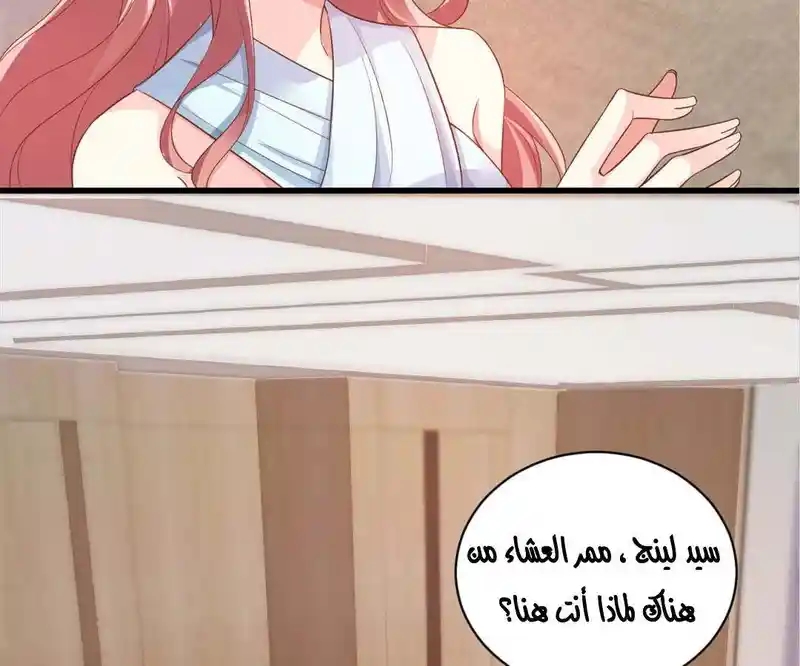 سيد لينج ، ممر العشاء من
هناك لماذا أنت هنا؟